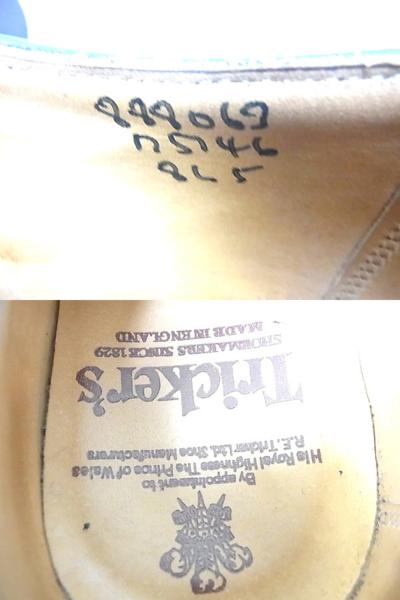 888069
By appointment to
His Royal Highness The Prince of Wales
R.E. Tricker Ltd. Shoe Manufacturers
Tricker's
SHOEMAKERS SINCE 1829
MADE IN ENGLAND